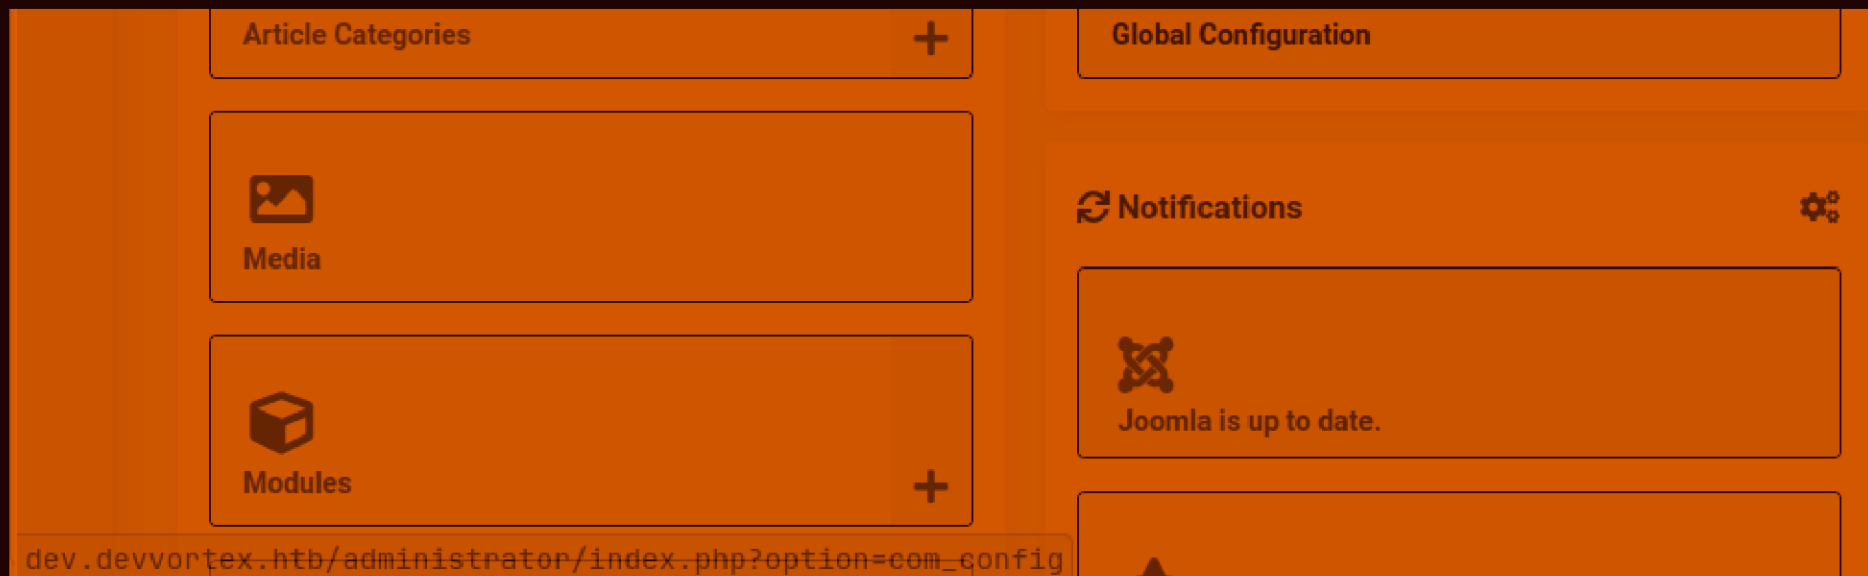 Article Categories
Global Configuration
Media
Notifications
Joomla is up to date.
Modules
dev.devvortex.htb/administrator/index.php?option=com_config